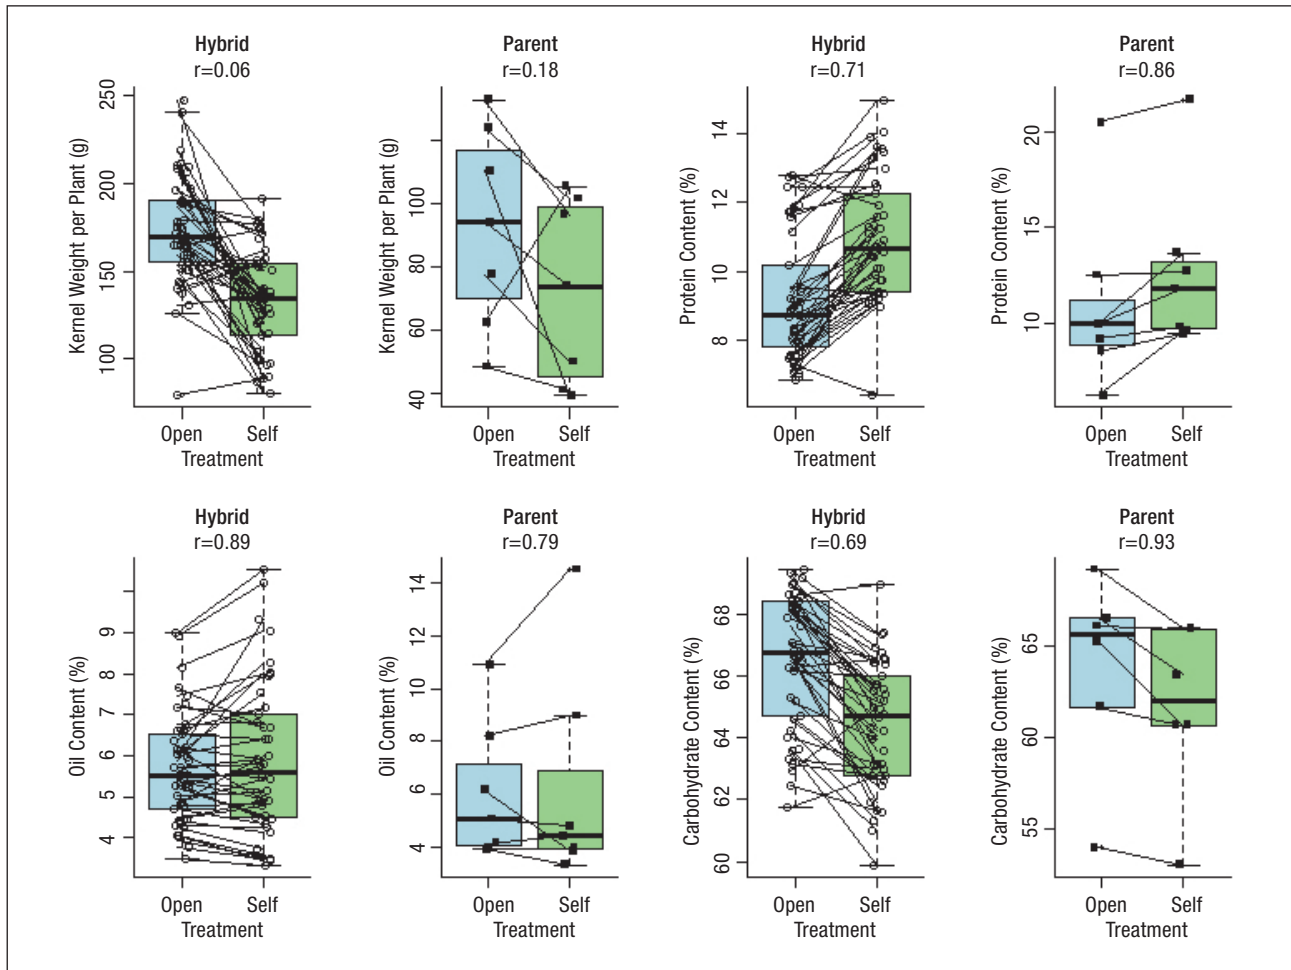 Hybrid
r=0.06
Kernel Weight per Plant (g)
250
200
150
100
Open
Self
Treatment
Parent
r=0.18
Kernel Weight per Plant (g)
100
80
60
40
Open
Self
Treatment
Hybrid
r=0.71
Protein Content (%)
14
12
10
8
Open
Self
Treatment
Parent
r=0.86
Protein Content (%)
20
15
10
Open
Self
Treatment
Hybrid
r=0.89
Oil Content (%)
9
8
7
6
5
4
Open
Self
Treatment
Parent
r=0.79
Oil Content (%)
14
12
10
8
6
4
Open
Self
Treatment
Hybrid
r=0.69
Carbohydrate Content (%)
68
66
64
62
60
Open
Self
Treatment
Parent
r=0.93
Carbohydrate Content (%)
65
60
55
Open
Self
Treatment